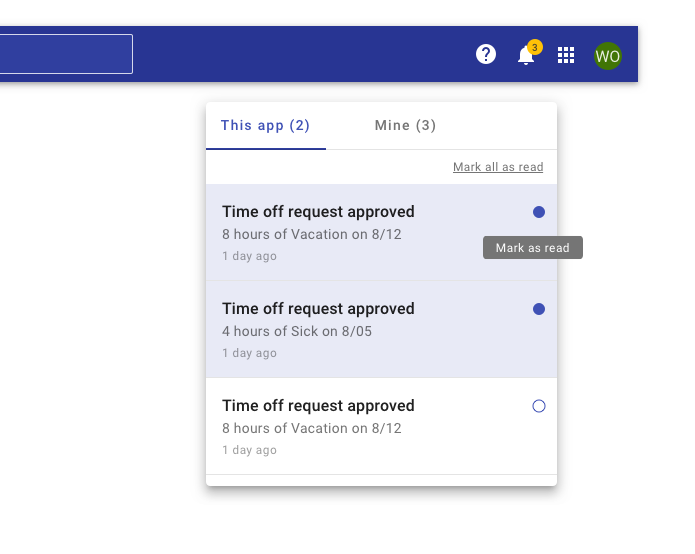 ?
3
WO
This app (2)
Mine (3)
Mark all as read
Time off request approved
8 hours of Vacation on 8/12
Mark as read
1 day ago
Time off request approved
4 hours of Sick on 8/05
1 day ago
Time off request approved
8 hours of Vacation on 8/12
1 day ago